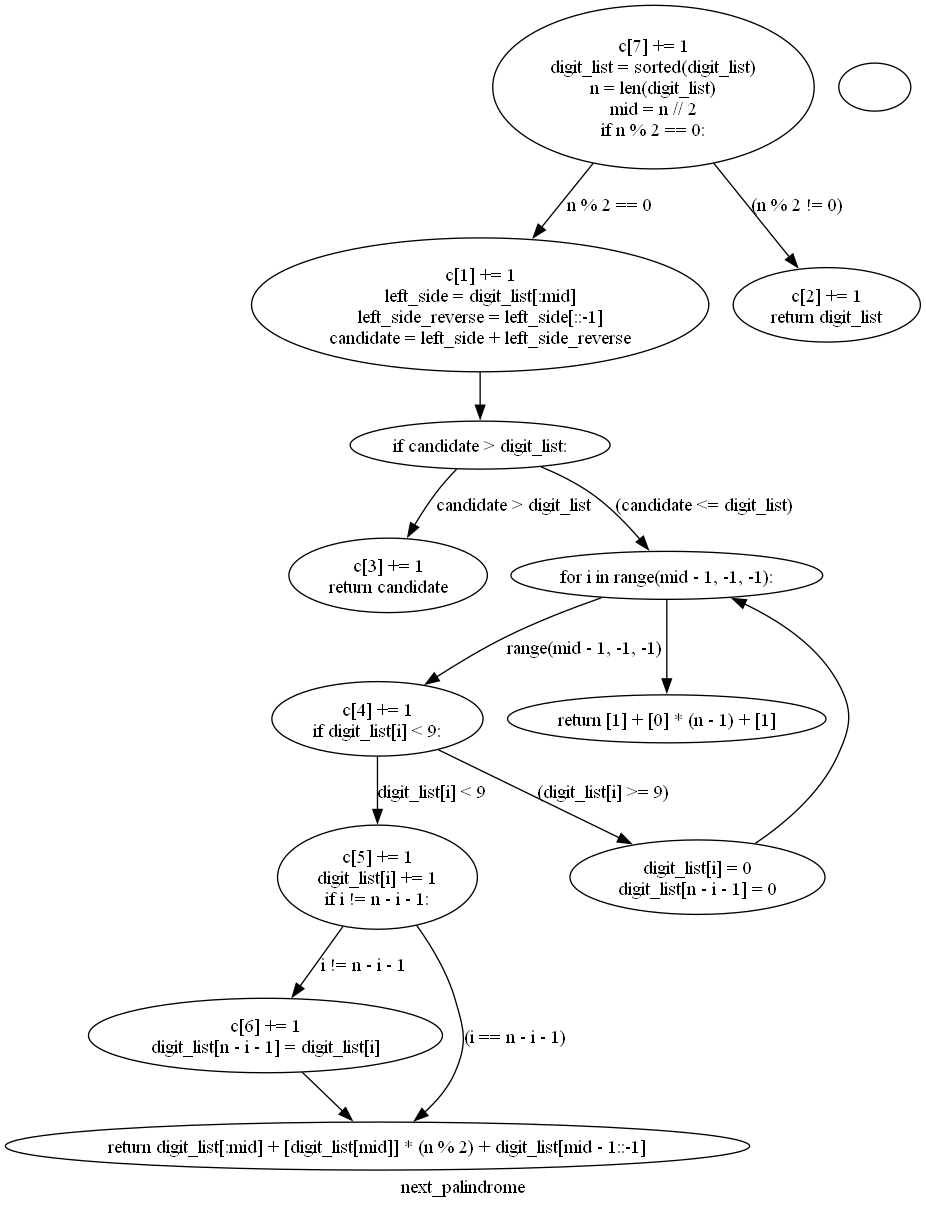 c[7] += 1
digit_list = sorted(digit_list)
n = len(digit_list)
mid = n // 2
if n % 2 == 0:
n % 2 == 0
(n % 2 != 0)
c[1] += 1
left_side = digit_list[:mid]
left_side_reverse = left_side[::-1]
candidate = left_side + left_side_reverse
c[2] += 1
return digit_list
if candidate > digit_list:
candidate > digit_list
(candidate <= digit_list)
c[3] += 1
return candidate
for i in range(mid - 1, -1, -1):
range(mid - 1, -1, -1)
c[4] += 1
if digit_list[i] < 9:
return [1] + [0] * (n - 1) + [1]
digit_list[i] < 9
(digit_list[i] >= 9)
c[5] += 1
digit_list[i] += 1
if i != n - i - 1:
digit_list[i] = 0
digit_list[n - i - 1] = 0
i != n - i - 1
(i == n - i - 1)
c[6] += 1
digit_list[n - i - 1] = digit_list[i]
return digit_list[:mid] + [digit_list[mid]] * (n % 2) + digit_list[mid - 1::-1]
next_palindrome